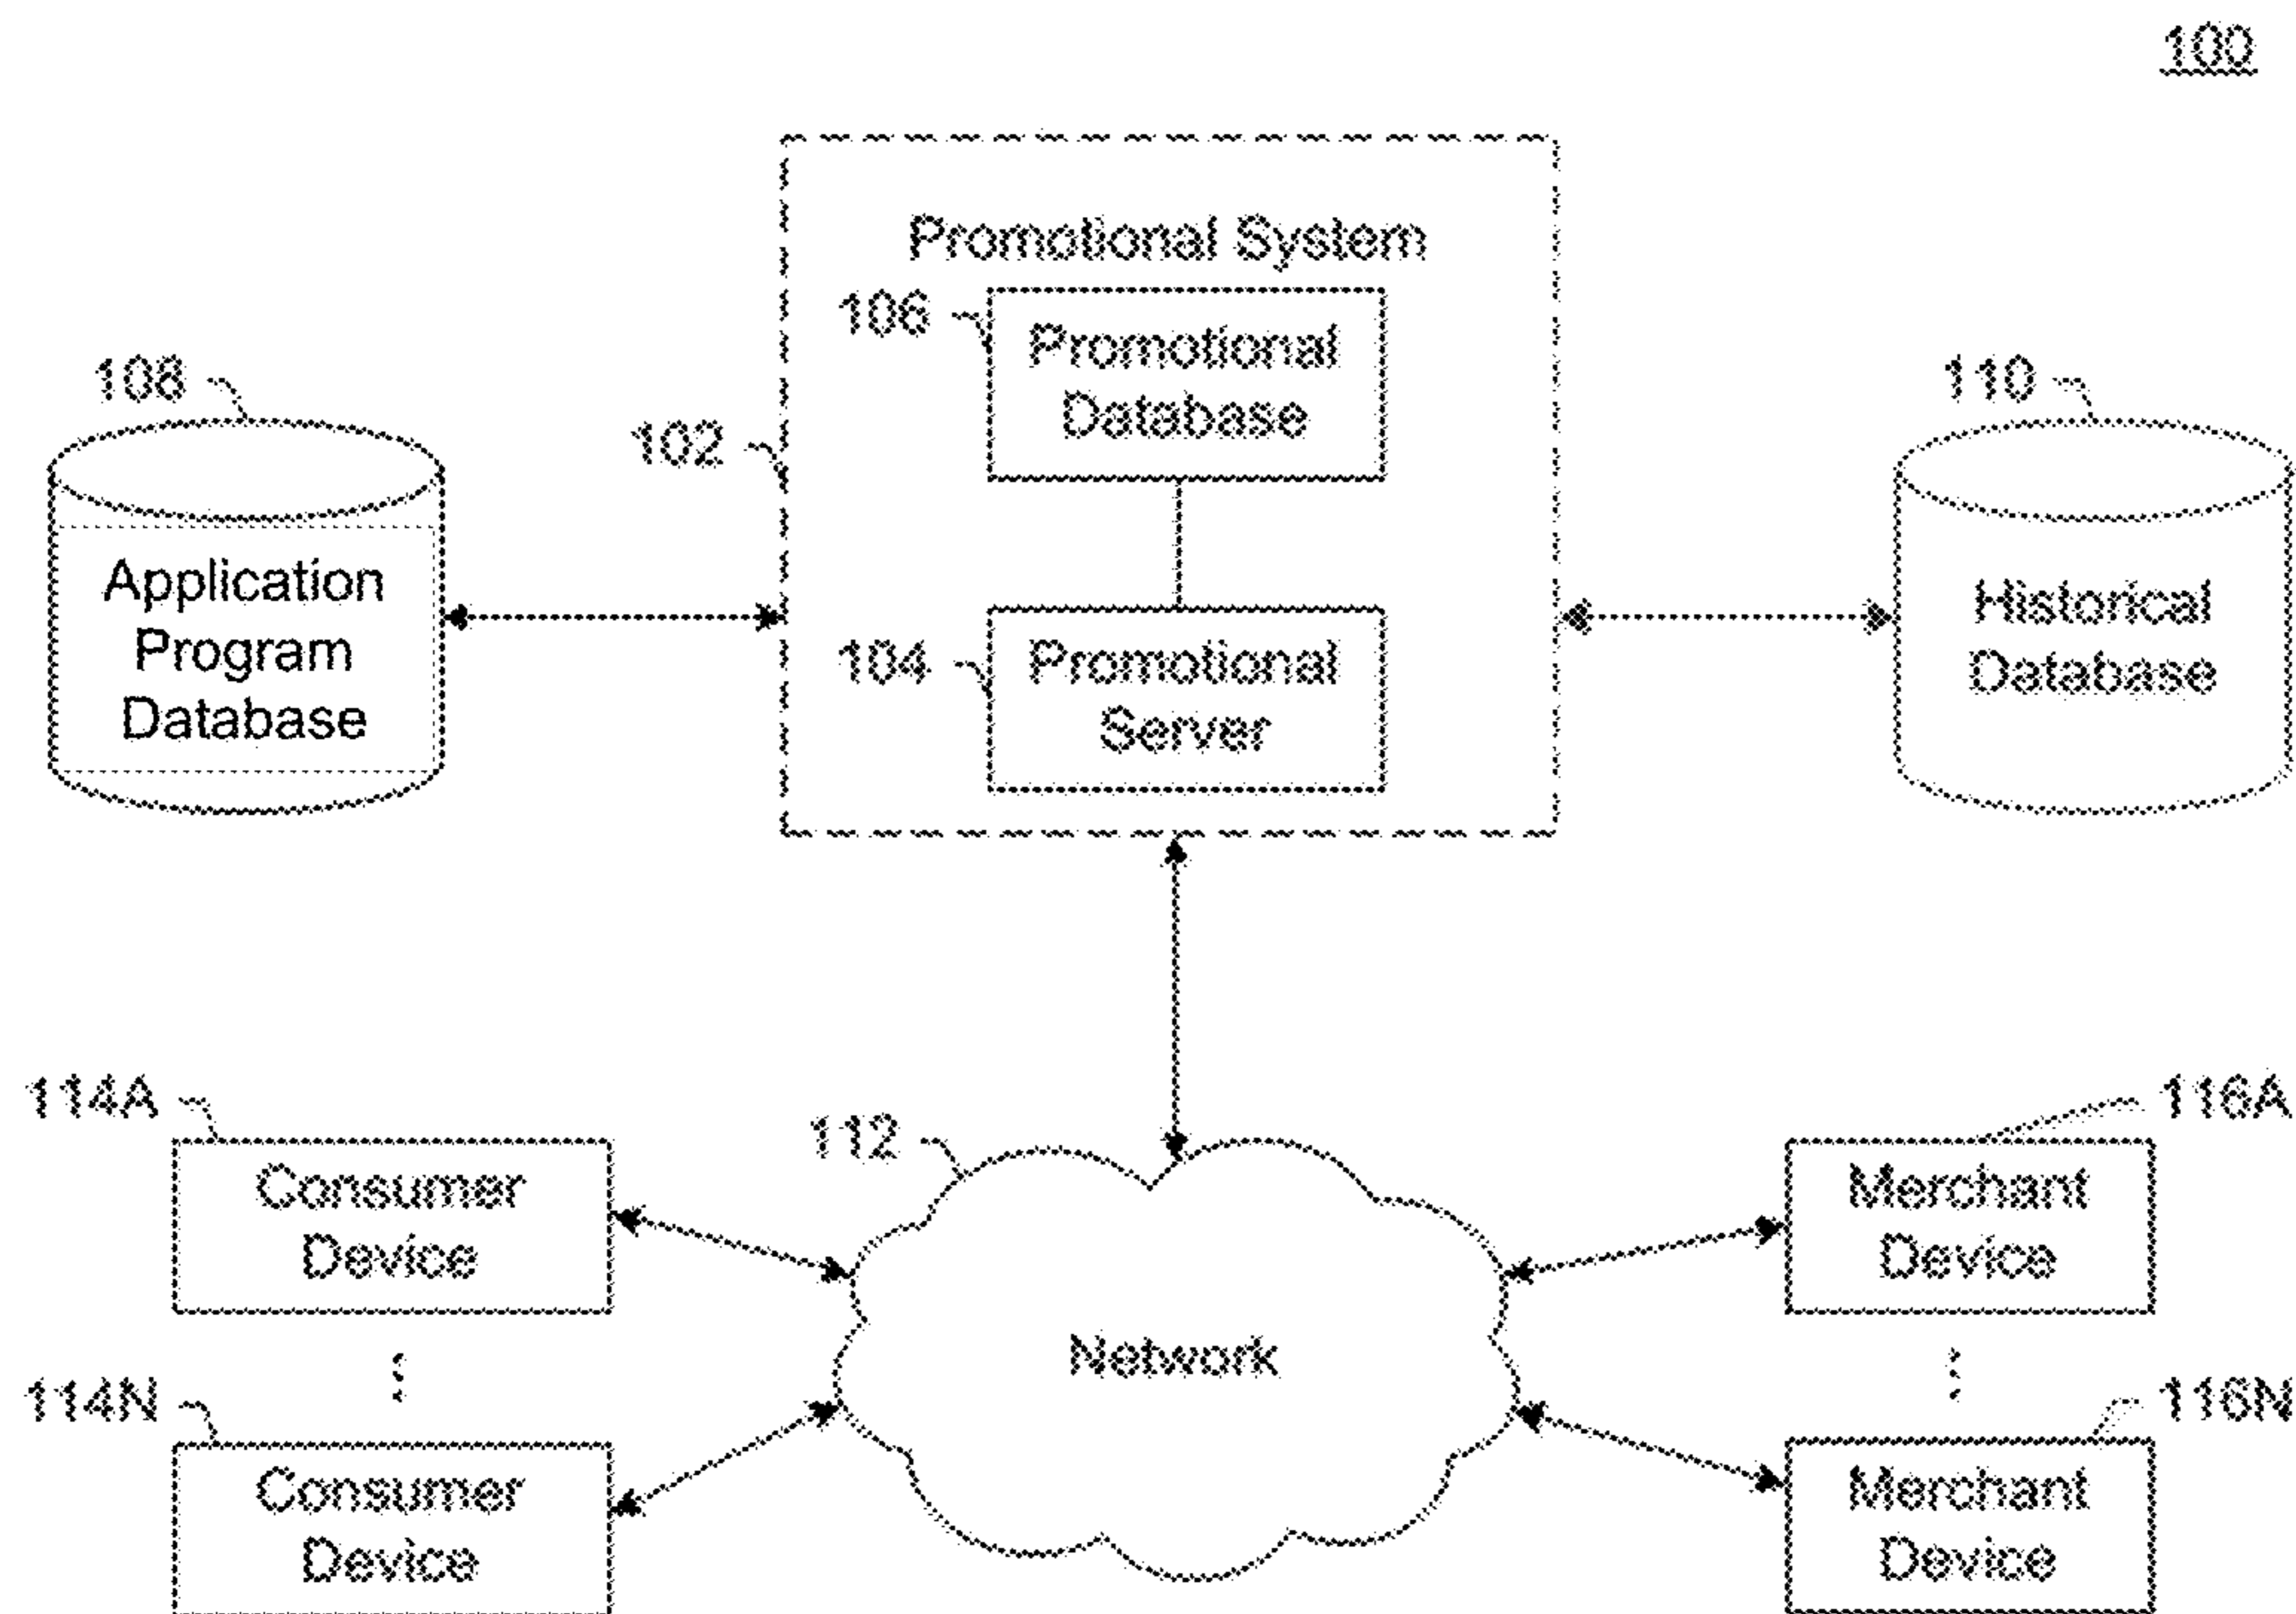 100
Promotional System
106
Promotional
Database
108
102
110
Application
Program
Database
Historical
Database
104
Promotional
Server
114A
112
116A
Consumer
Device
Merchant
Device
Network
114N
116N
Consumer
Device
Merchant
Device